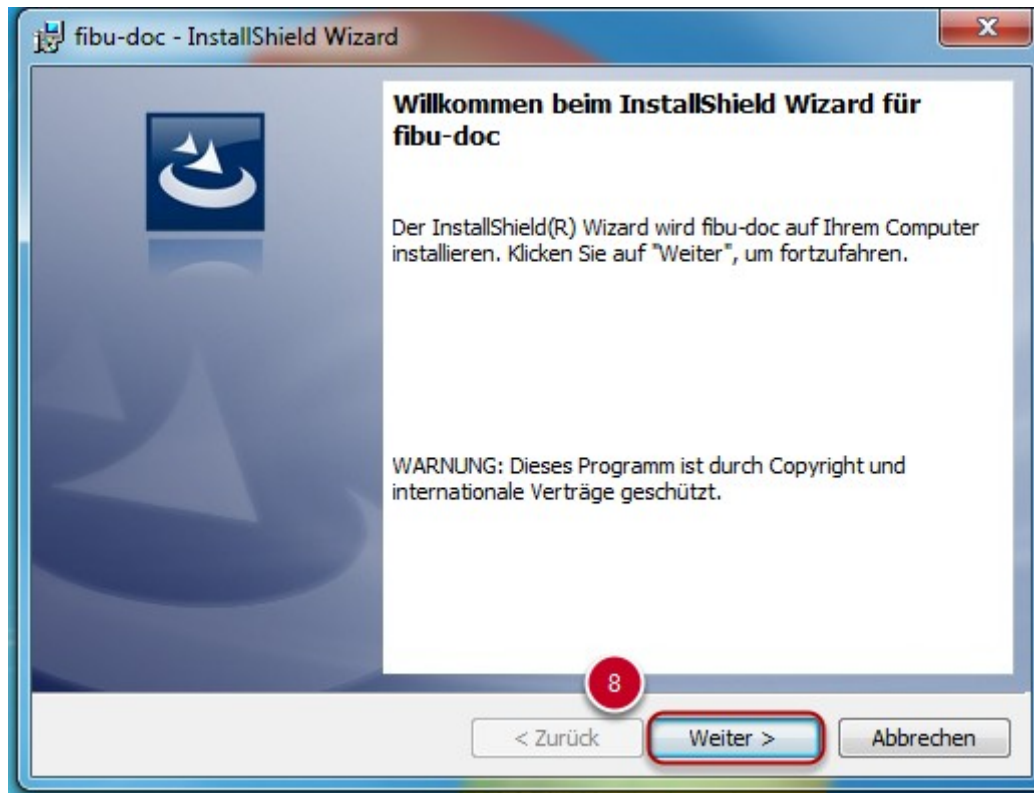 fibu-doc - InstallShield Wizard
Willkommen beim InstallShield Wizard für
fibu-doc
Der InstallShield(R) Wizard wird fibu-doc auf Ihrem Computer
installieren. Klicken Sie auf "Weiter", um fortzufahren.
WARNUNG: Dieses Programm ist durch Copyright und
internationale Verträge geschützt.
8
< Zurück
Weiter >
Abbrechen